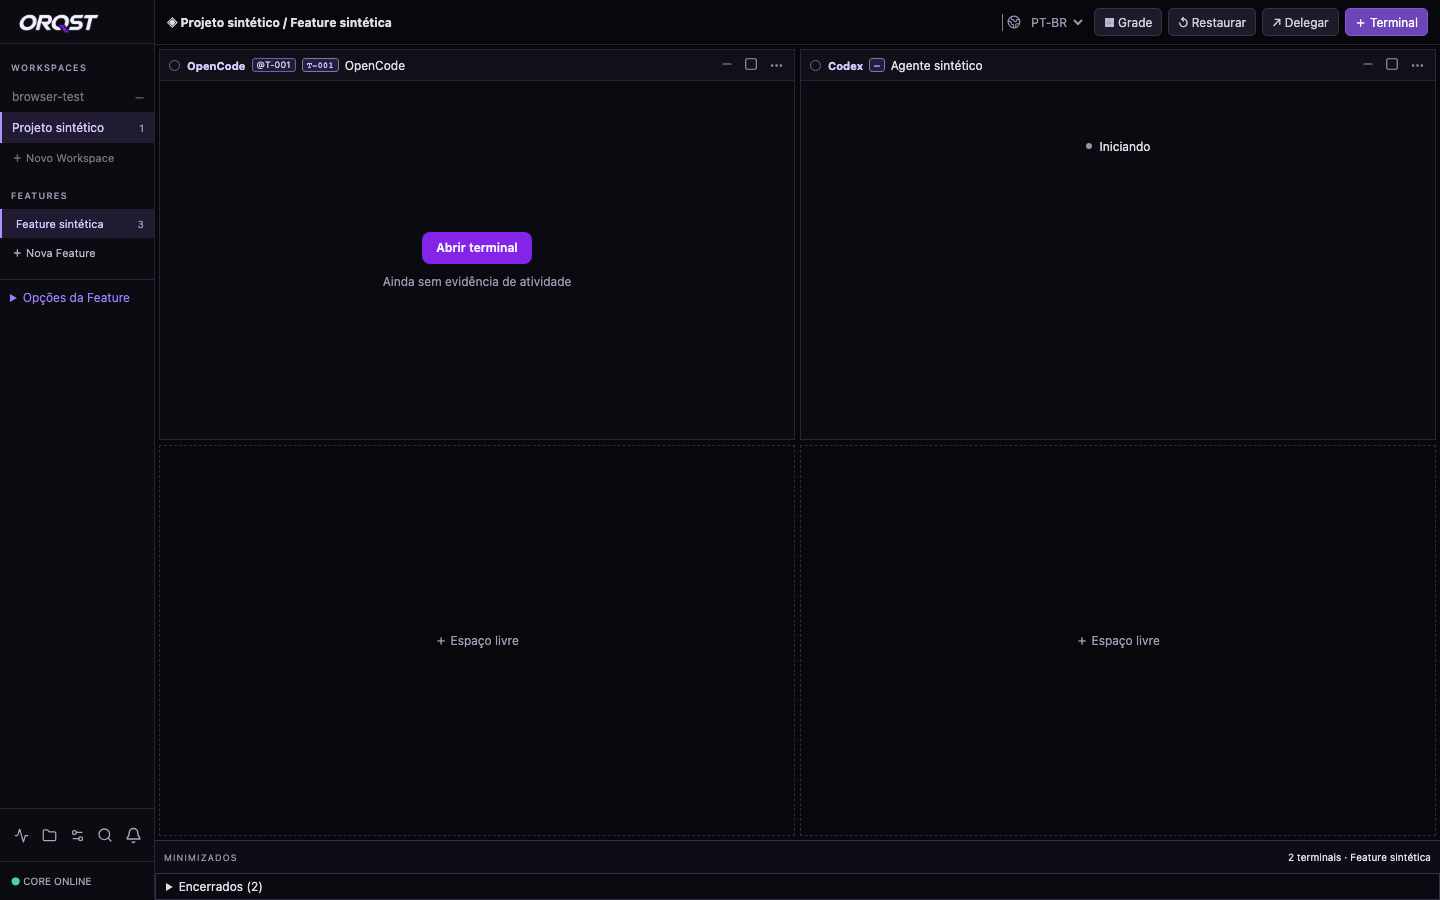 ORQST
WORKSPACES
browser-test —
Projeto sintético 1
+ Novo Workspace
FEATURES
Feature sintética 3
+ Nova Feature
▶ Opções da Feature
CORE ONLINE
◈ Projeto sintético / Feature sintética
PT-BR
Grade
Restaurar
Delegar
+ Terminal
OpenCode @T-001 T-001 OpenCode
Abrir terminal
Ainda sem evidência de atividade
Codex — Agente sintético
Iniciando
+ Espaço livre
+ Espaço livre
MINIMIZADOS
2 terminais · Feature sintética
▶ Encerrados (2)